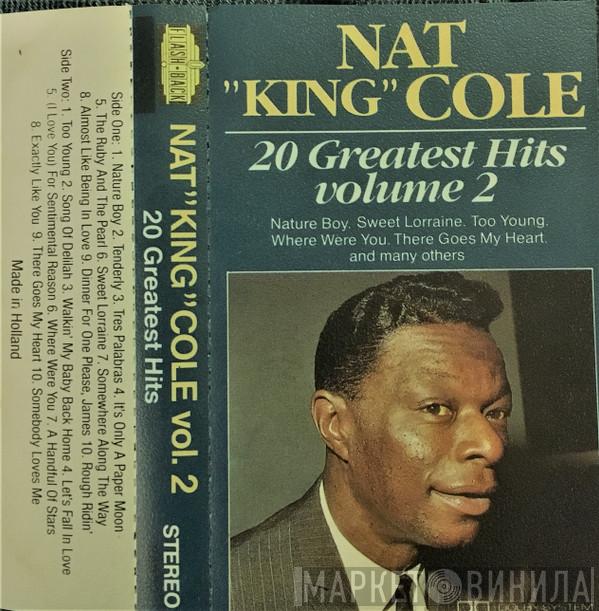 NAT
"KING" COLE
20 Greatest Hits
volume 2
Nature Boy. Sweet Lorraine. Too Young.
Where Were You. There Goes My Heart.
and many others
FLASH·BACK
NAT "KING" COLE vol. 2
20 Greatest Hits
STEREO
Side One: 1. Nature Boy 2. Tenderly 3. Tres Palabras 4. It's Only A Paper Moon
5. The Ruby And The Pearl 6. Sweet Lorraine 7. Somewhere Along The Way
8. Almost Like Being In Love 9. Dinner For One Please, James 10. Rough Ridin'
Side Two: 1. Too Young 2. Song Of Delilah 3. Walkin' My Baby Back Home 4. Let's Fall In Love
5. (I Love You) For Sentimental Reason 6. Where Were You 7. A Handful Of Stars
8. Exactly Like You 9. There Goes My Heart 10. Somebody Loves Me
Made in Holland
МАРКЕТ ВИНИЛА
DOLBY SYSTEM